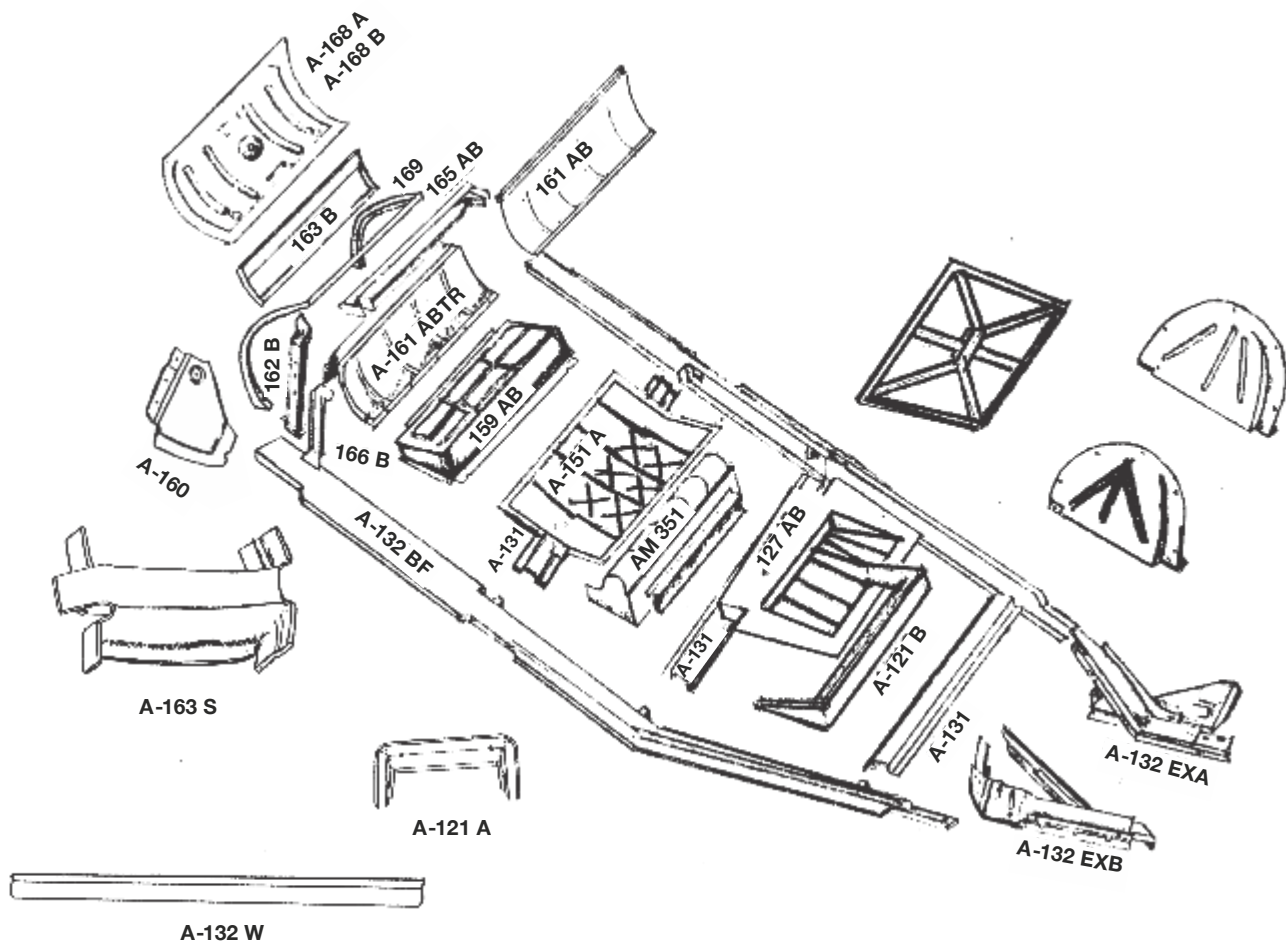 A-168 A
A-168 B
169
165 AB
161 AB
163 B
A-161 ABTR
162 B
159 AB
A-160
166 B
A-151 A
A-132 BF
A-131
AM 351
127 AB
A-131
A-121 B
A-163 S
A-131
A-132 EXA
A-121 A
A-132 EXB
A-132 W